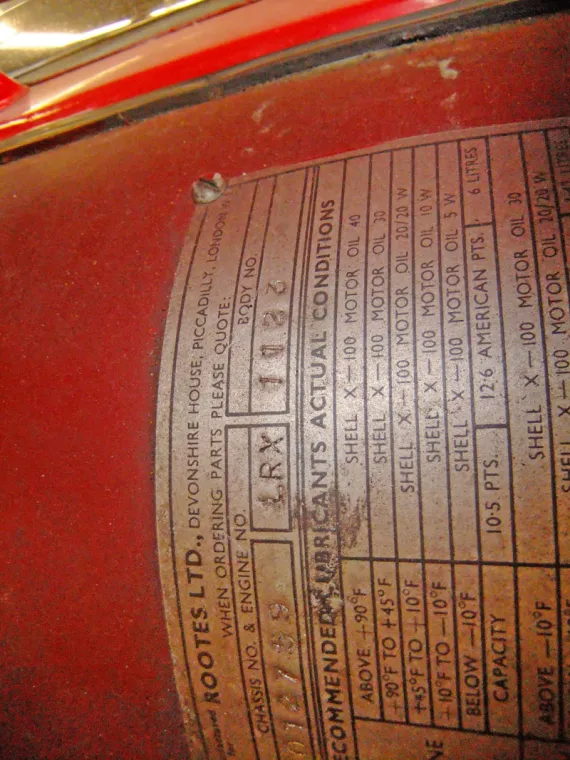 ROOTES LTD., DEVONSHIRE HOUSE, PICCADILLY, LONDON
WHEN ORDERING PARTS PLEASE QUOTE:
CHASSIS NO. & ENGINE NO. BODY NO.
LRX
RECOMMENDED LUBRICANTS ACTUAL CONDITIONS
ABOVE +90°F SHELL X-100 MOTOR OIL 40
+90°F TO +45°F SHELL X-100 MOTOR OIL 30
+45°F TO +10°F SHELL X-100 MOTOR OIL 20/20 W
+10°F TO -10°F SHELL X-100 MOTOR OIL 10 W
BELOW -10°F SHELL X-100 MOTOR OIL 5 W
CAPACITY 10·5 PTS. 12·6 AMERICAN PTS. 6 LITRES
ABOVE -10°F SHELL X-100 MOTOR OIL 30
SHELL X-100 MOTOR OIL 20/20 W